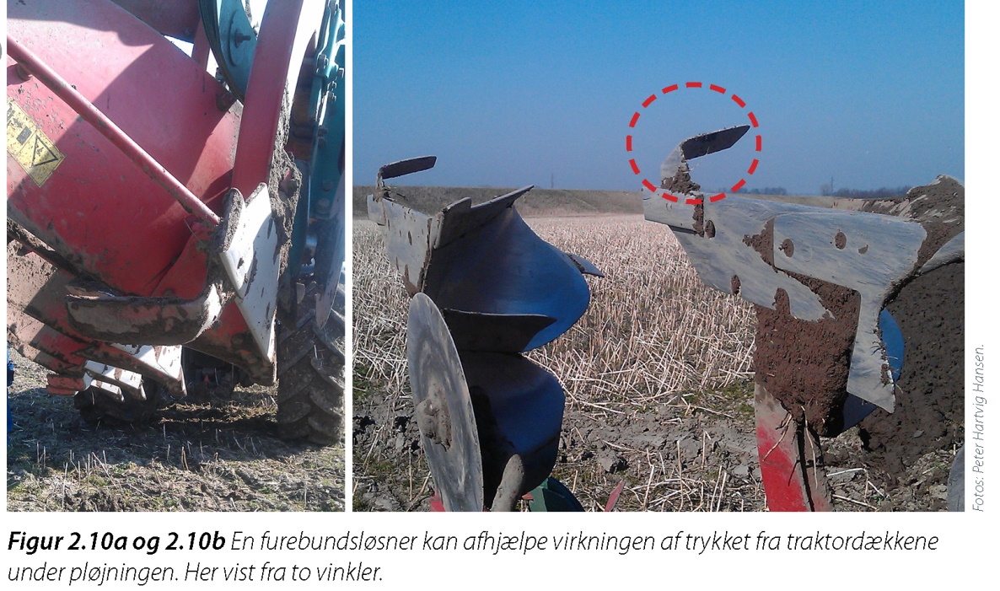 Figur 2.10a og 2.10b En furebundsløsner kan afhjælpe virkningen af trykket fra traktordækkene
under pløjningen. Her vist fra to vinkler.
Fotos: Peter Hartvig Hansen.